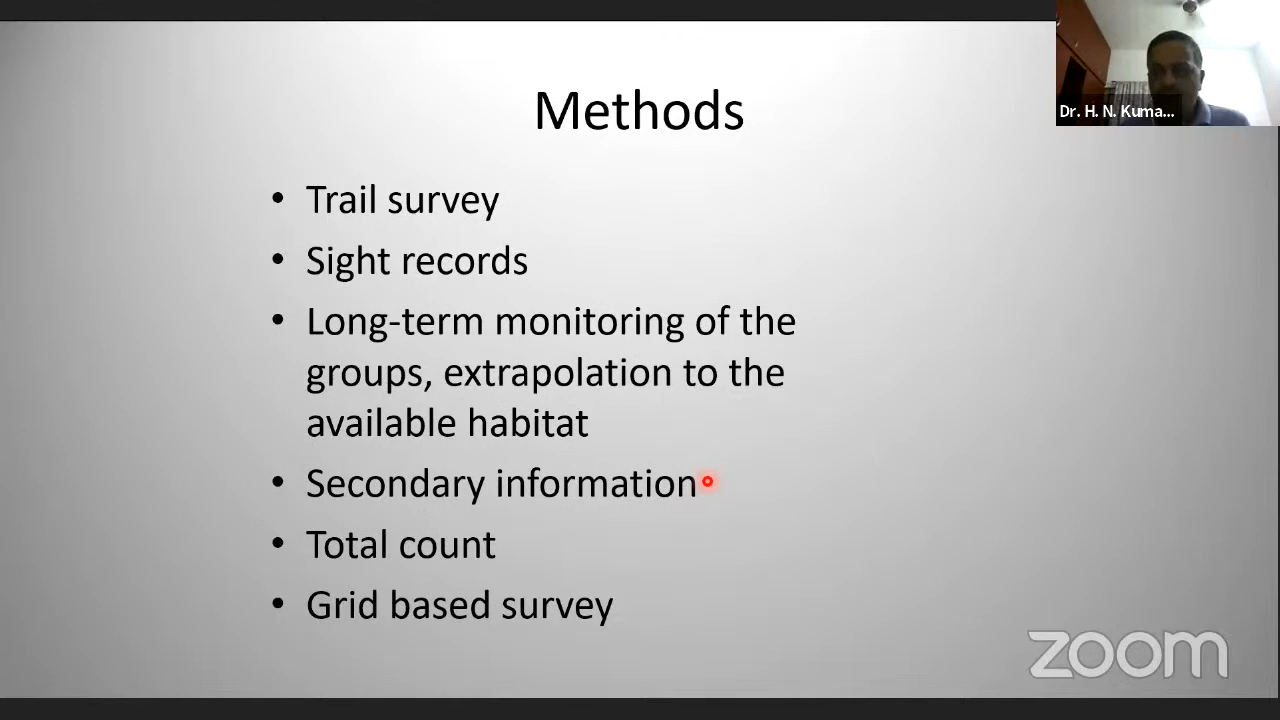 Methods
Dr. H. N. Kuma...
• Trail survey
• Sight records
• Long-term monitoring of the
groups, extrapolation to the
available habitat
• Secondary information
• Total count
• Grid based survey
zoom